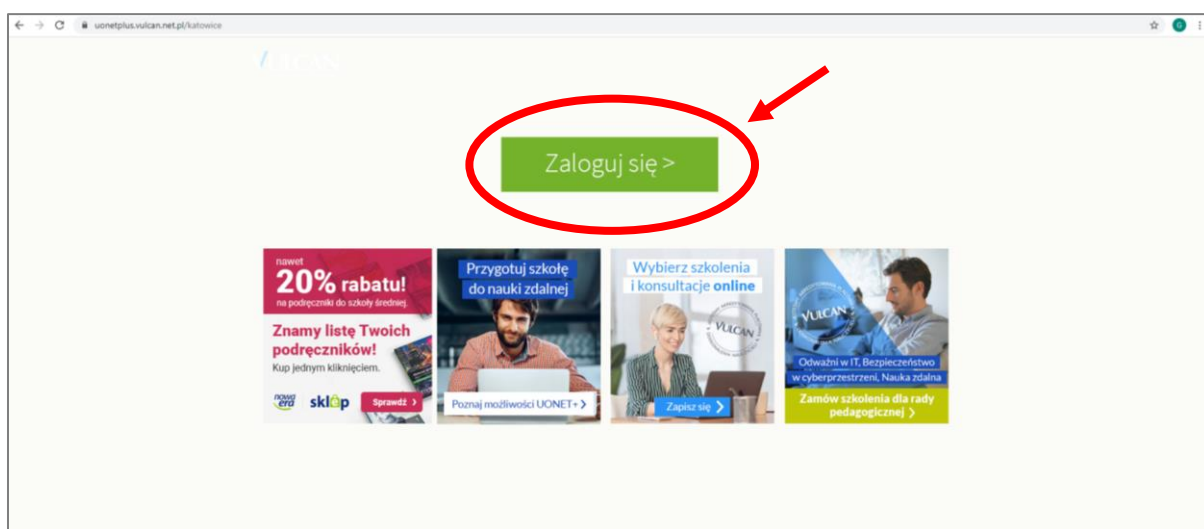 uonetplus.vulcan.net.pl/katowice
G
VULCAN
Zaloguj się >
nawet
20% rabatu!
na podręczniki do szkoły średniej.
Znamy listę Twoich
podręczników!
Kup jednym kliknięciem.
nowa
era
sklep
Sprawdź >
Przygotuj szkołę
do nauki zdalnej
Poznaj możliwości UONET+ >
Wybierz szkolenia
i konsultacje online
VULCAN
Zapisz się >
VULCAN
Odważni w IT, Bezpieczeństwo
w cyberprzestrzeni, Nauka zdalna
Zamów szkolenia dla rady
pedagogicznej >